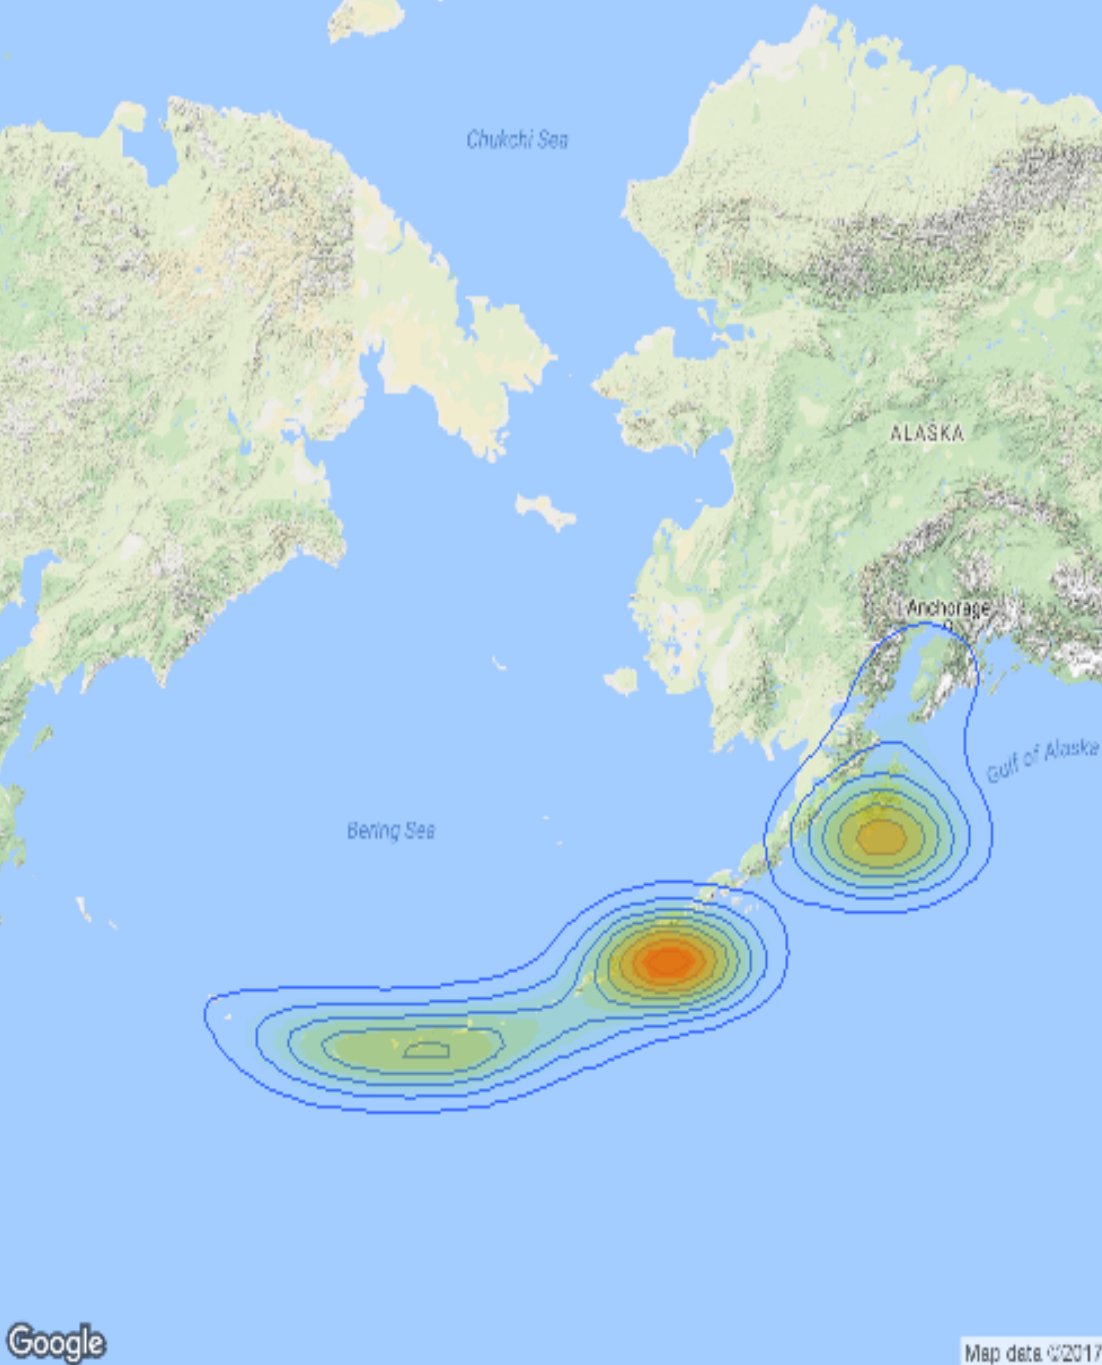 Chukchi Sea
ALASKA
Anchorage
Gulf of Alaska
Bering Sea
Google
Map data ©2017